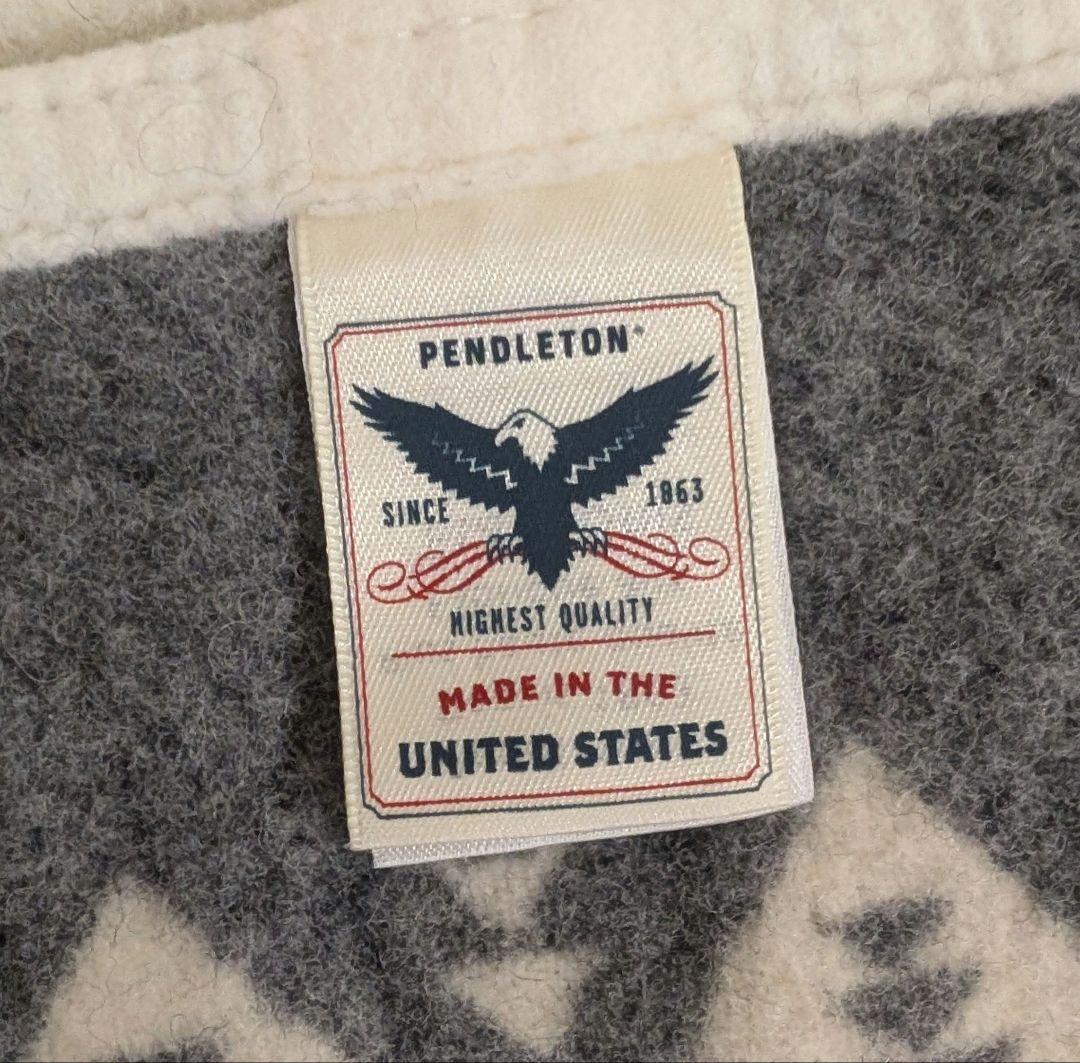 PENDLETON®
SINCE 1863
HIGHEST QUALITY
MADE IN THE
UNITED STATES